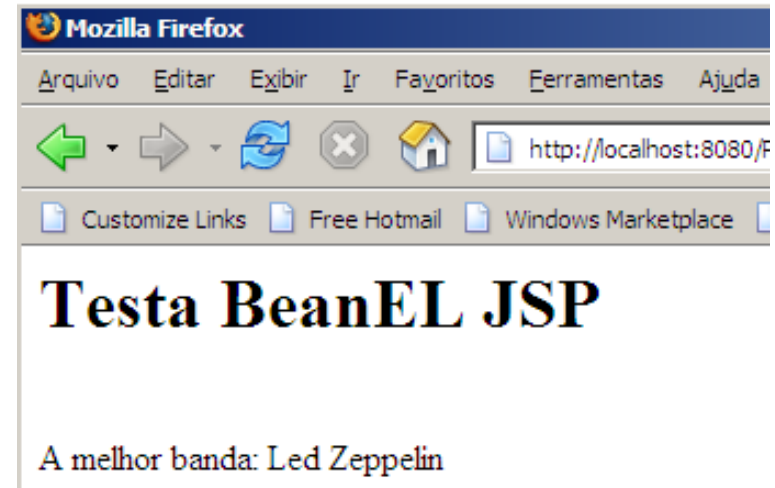 Mozilla Firefox
Arquivo Editar Exibir Ir Favoritos Ferramentas Ajuda
http://localhost:8080/
Customize Links Free Hotmail Windows Marketplace
Testa BeanEL JSP
A melhor banda: Led Zeppelin